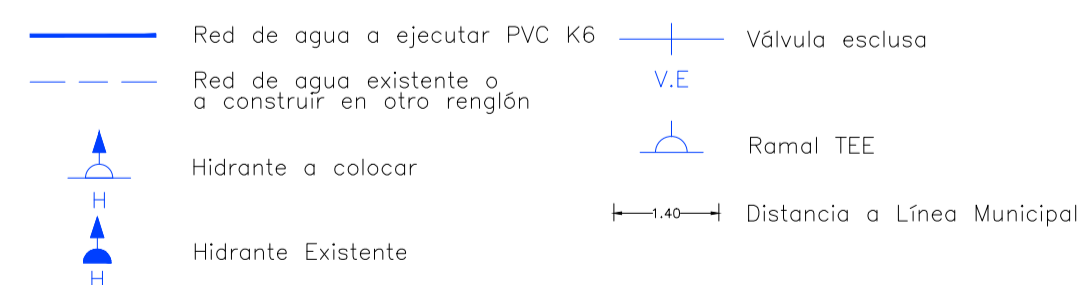 Red de agua a ejecutar PVC K6
Red de agua existente o
a construir en otro renglón
Hidrante a colocar
H
Hidrante Existente
H
Válvula esclusa
V.E
Ramal TEE
1.40
Distancia a Línea Municipal